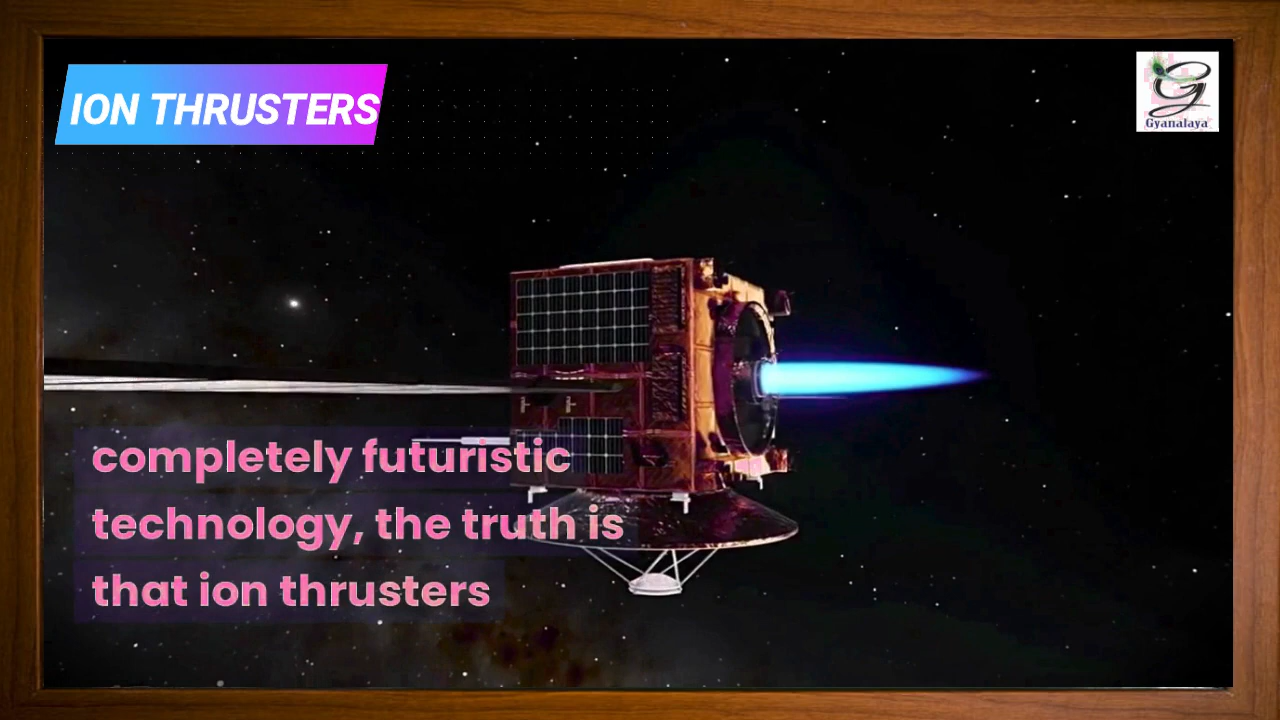 ION THRUSTERS
Gyanalaya
completely futuristic
technology, the truth is
that ion thrusters